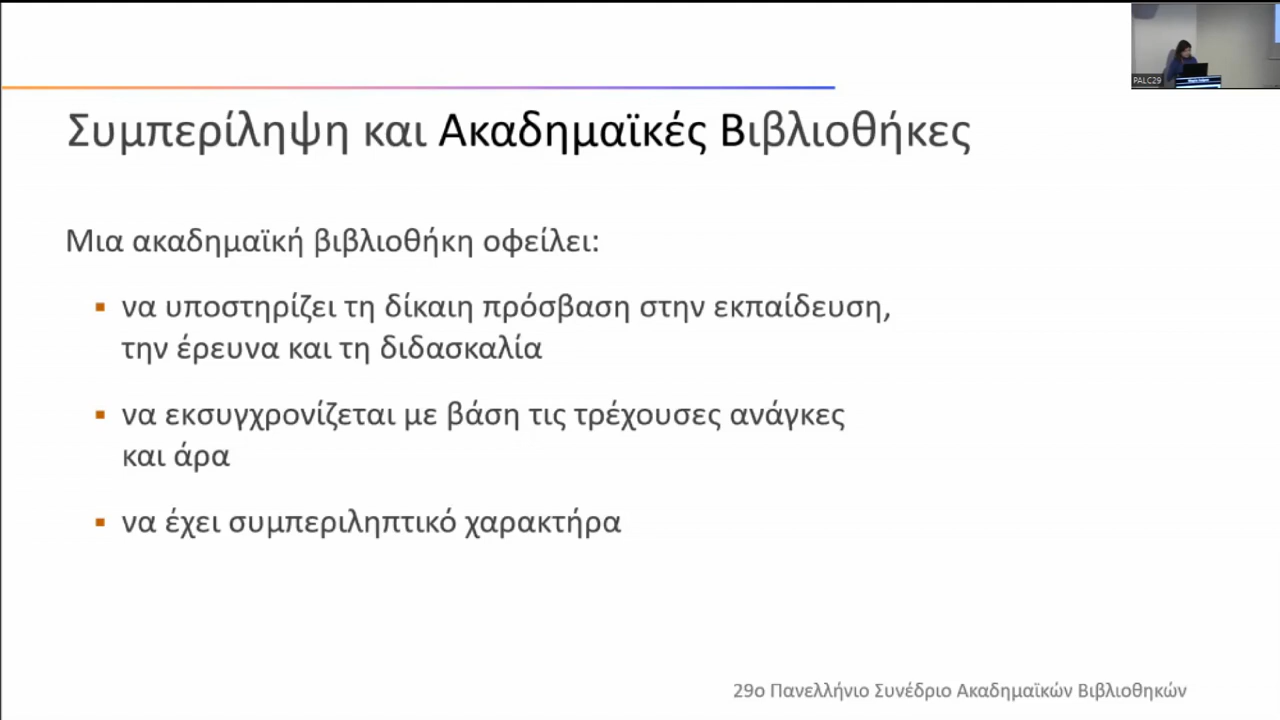 PALC29
Συμπερίληψη και Ακαδημαϊκές Βιβλιοθήκες
Μια ακαδημαϊκή βιβλιοθήκη οφείλει:
να υποστηρίζει τη δίκαιη πρόσβαση στην εκπαίδευση,
την έρευνα και τη διδασκαλία
να εκσυγχρονίζεται με βάση τις τρέχουσες ανάγκες
και άρα
να έχει συμπεριληπτικό χαρακτήρα
29ο Πανελλήνιο Συνέδριο Ακαδημαϊκών Βιβλιοθηκών